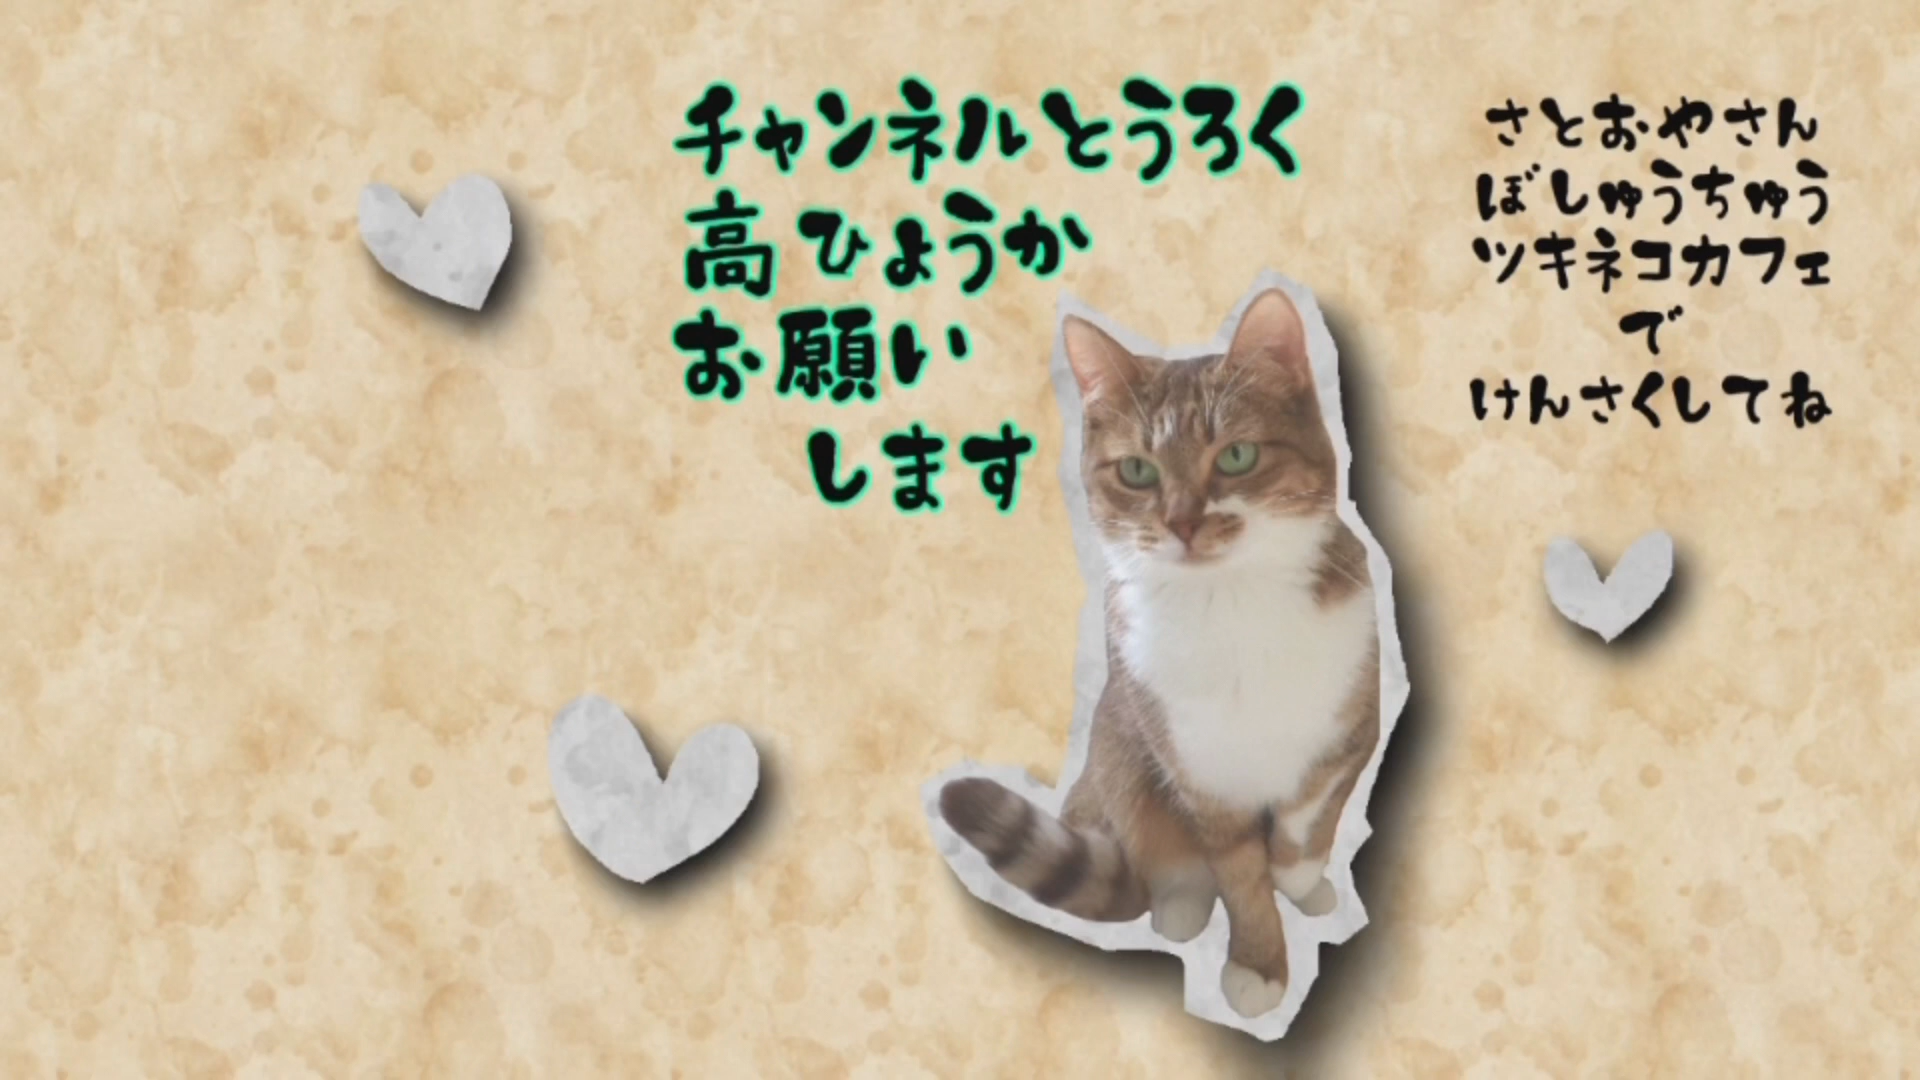 チャンネルとうろく
高ひょうか
お願い
します
さとおやさん
ぼしゅうちゅう
ツキネコカフェ
で
けんさくしてね